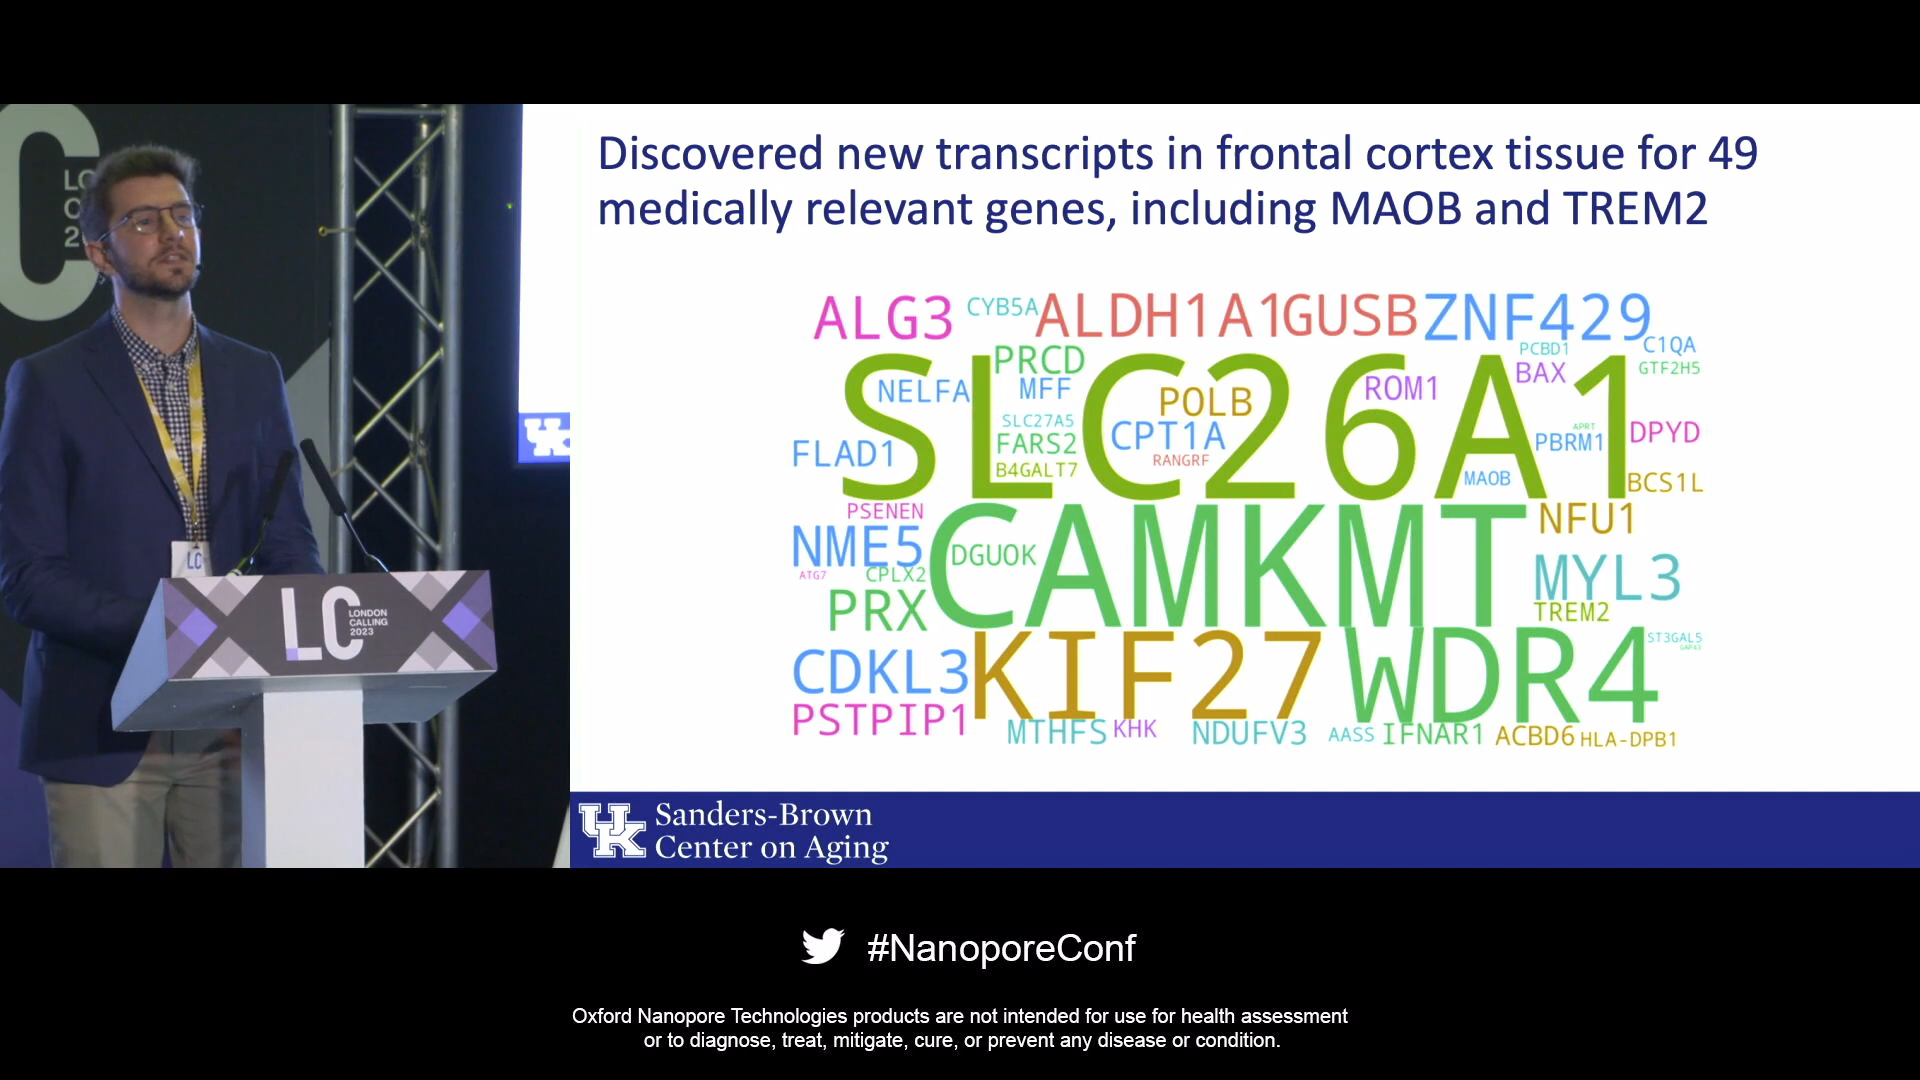 LC
LONDON
CALLING
2023
Discovered new transcripts in frontal cortex tissue for 49
medically relevant genes, including MAOB and TREM2
ALG3 CYB5A ALDH1A1 GUSB ZNF429
PCBD1 C1QA
PRCD BAX GTF2H5
SLC26A1
NELFA MFF POLB ROM1
SLC27A5 APRT
FLAD1 FARS2 CPT1A PBRM1 DPYD
B4GALT7 RANGRF MAOB BCS1L
PSENEN NFU1
CAMKMT
NME5 DGUOK
ATG7 CPLX2 MYL3
PRX TREM2
CDKL3 KIF27 WDR4 ST3GAL5
GAP43
PSTPIP1 MTHFS KHK NDUFV3 AASS IFNAR1 ACBD6 HLA-DPB1
UK Sanders-Brown
Center on Aging
#NanoporeConf
Oxford Nanopore Technologies products are not intended for use for health assessment
or to diagnose, treat, mitigate, cure, or prevent any disease or condition.